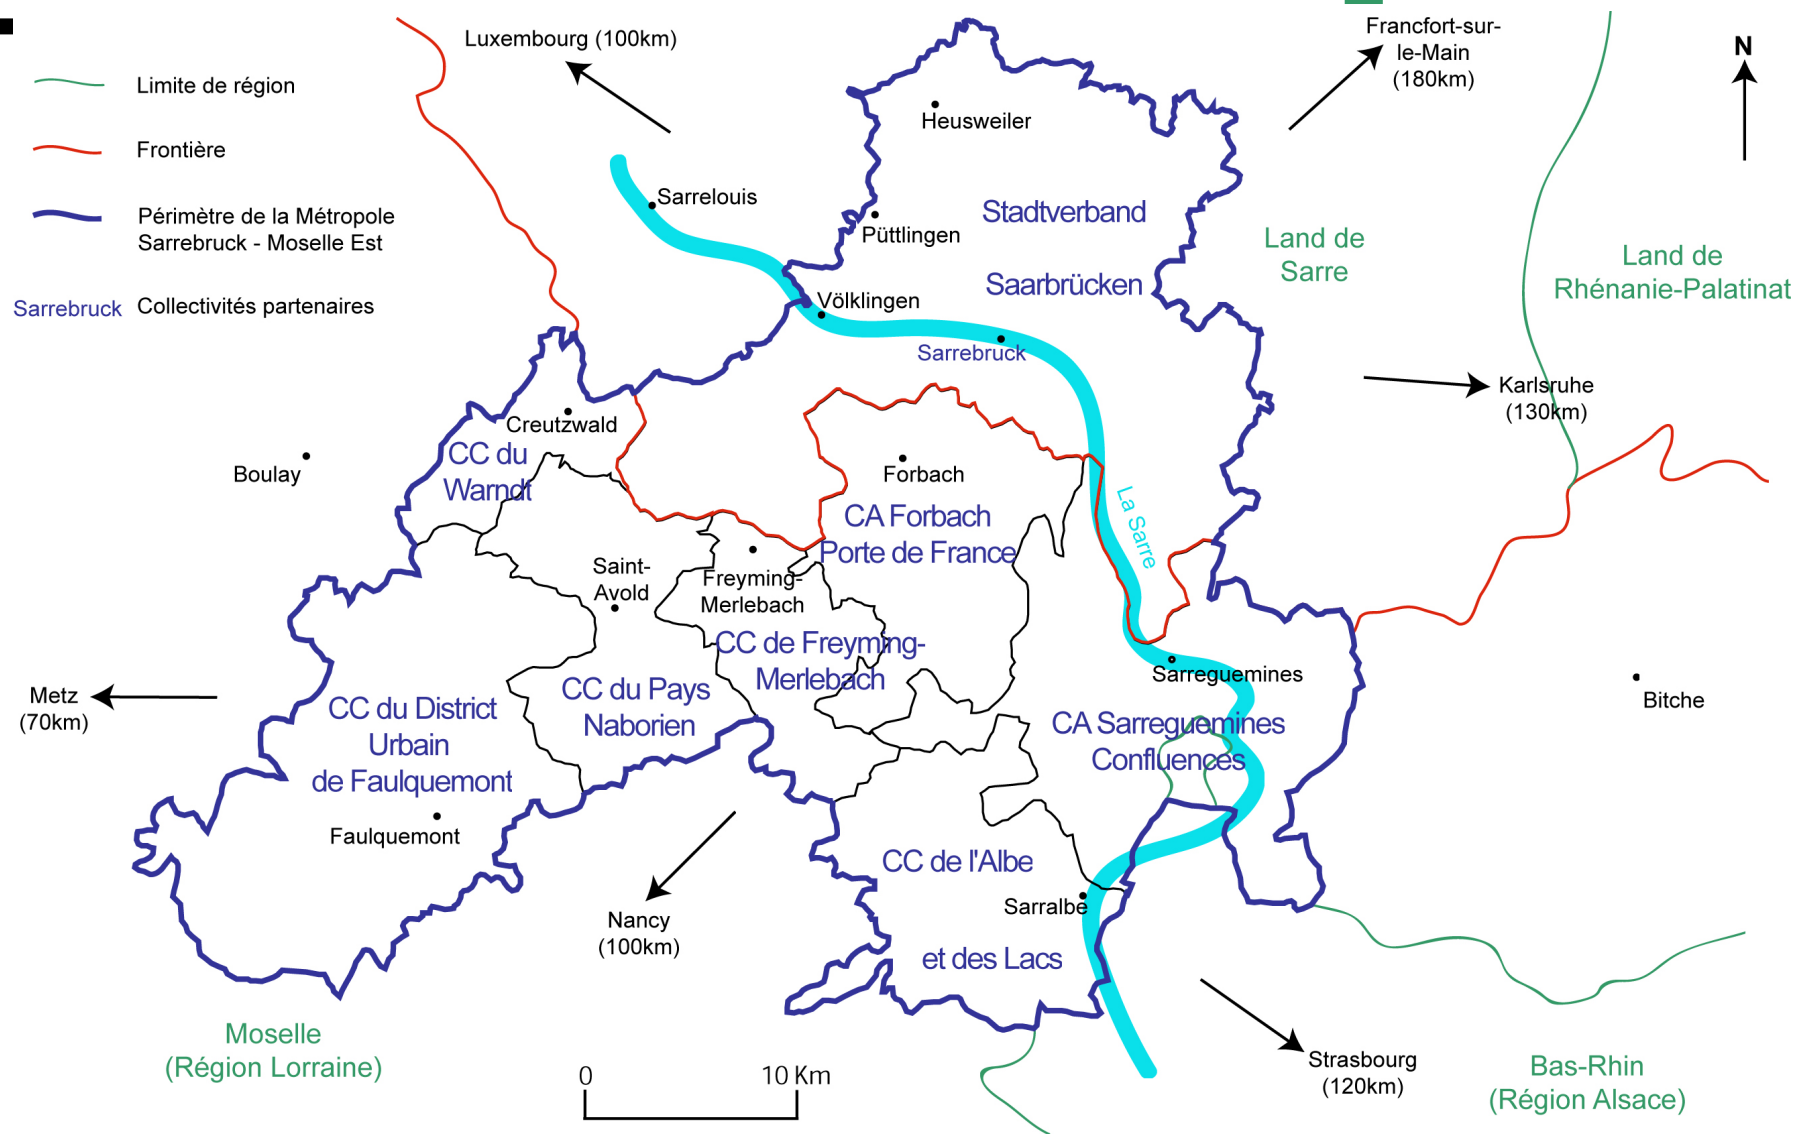 Limite de région
Frontière
Périmètre de la Métropole
Sarrebruck - Moselle Est
Sarrebruck
Collectivités partenaires
Luxembourg (100km)
Francfort-sur-
le-Main
(180km)
N
Heusweiler
Sarrelouis
Püttlingen
Stadtverband
Saarbrücken
Land de
Sarre
Land de
Rhénanie-Palatinat
Völklingen
Sarrebruck
Karlsruhe
(130km)
Creutzwald
CC du
Warndt
Boulay
Forbach
CA Forbach
Porte de France
La Sarre
Saint-
Avold
Freyming-
Merlebach
CC de Freyming-
Merlebach
Sarreguemines
Bitche
Metz
(70km)
CC du District
Urbain
de Faulquemont
CC du Pays
Naborien
CA Sarreguemines
Confluences
Faulquemont
CC de l'Albe
Sarralbe
et des Lacs
Nancy
(100km)
Moselle
(Région Lorraine)
0
10 Km
Strasbourg
(120km)
Bas-Rhin
(Région Alsace)